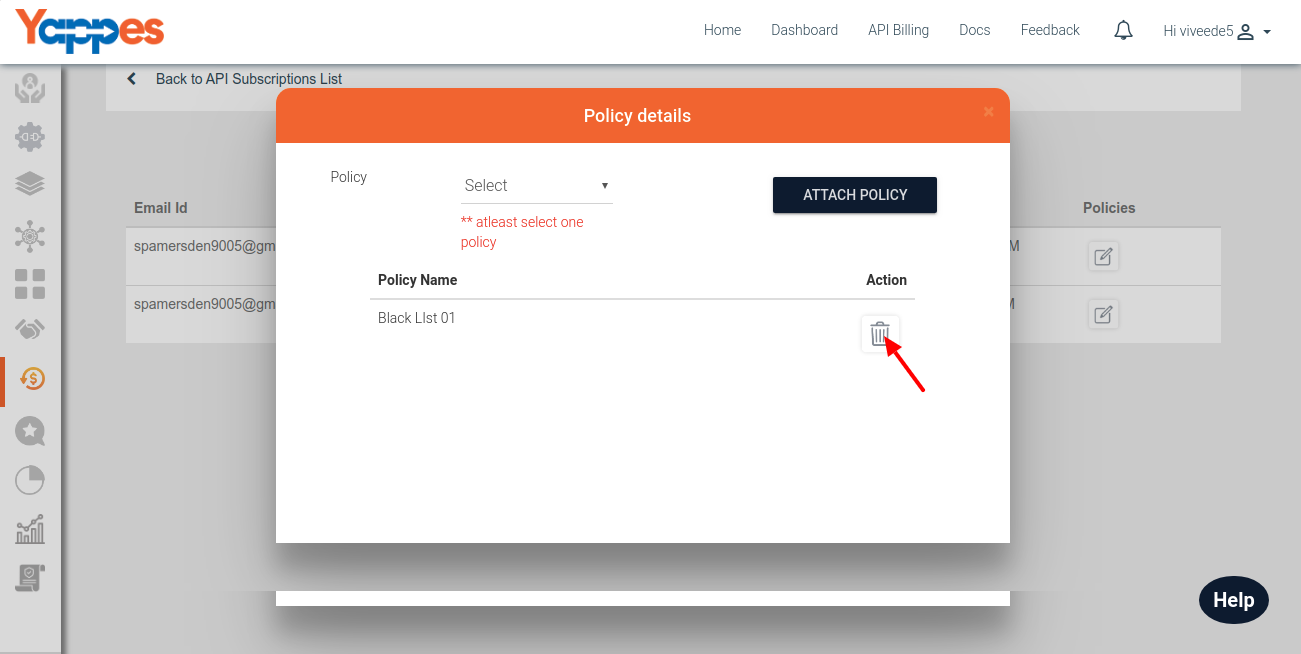 Yappes
Home Dashboard API Billing Docs Feedback Hi viveede5
Back to API Subscriptions List
Policy details
×
Policy
Select
ATTACH POLICY
** atleast select one
policy
Email Id
Policies
spamersden9005@gm
M
spamersden9005@gm
Policy Name Action
Black LIst 01
Help